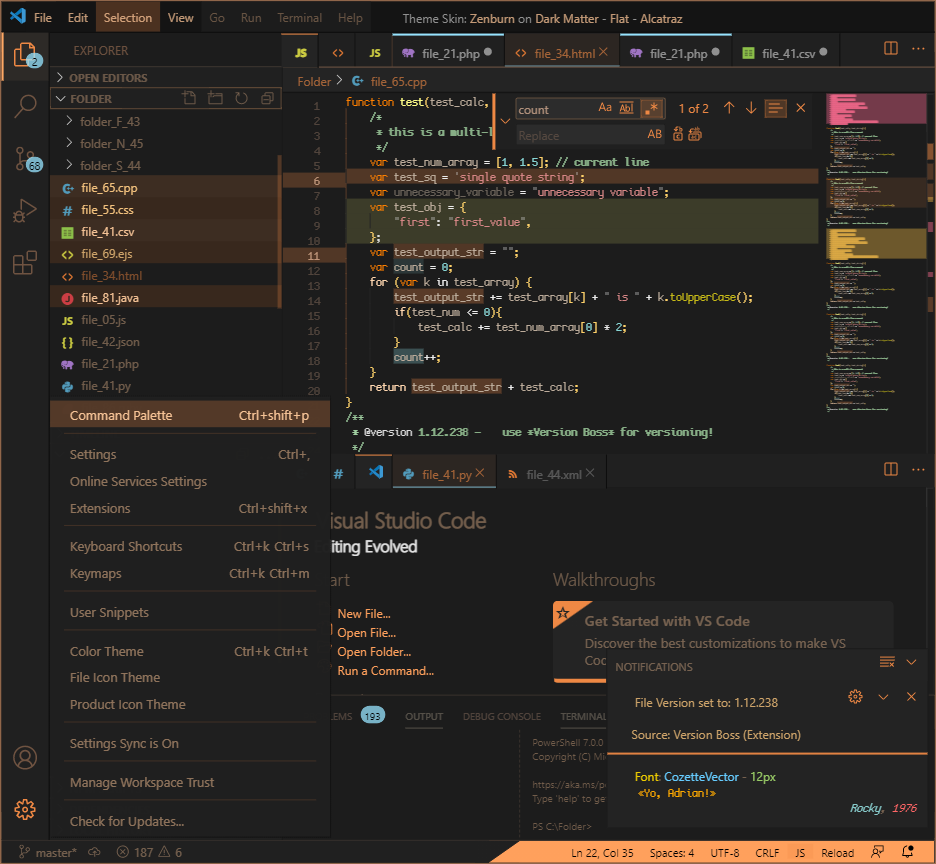 File Edit Selection View Go Run Terminal Help Theme Skin: Zenburn on Dark Matter - Flat - Alcatraz
2
EXPLORER
JS <> JS file_21.php file_34.html file_21.php file_41.csv
OPEN EDITORS
Folder > file_65.cpp
FOLDER
folder_F_43
folder_N_45
folder_S_44
68
file_65.cpp
file_55.css
file_41.csv
file_69.ejs
file_34.html
file_81.java
JS file_05.js
{} file_42.json
file_21.php
file_41.py
count Aa Abl .* 1 of 2
Replace AB
1 function test(test_calc,
2 /*
3 * this is a multi-l
4 */
5 var test_num_array = [1, 1.5]; // current line
6 var test_sq = 'single quote string';
7 var unnecessary_variable = "unnecessary variable";
8 var test_obj = {
9 "first": "first_value",
10 };
11 var test_output_str = "";
12 var count = 0;
13 for (var k in test_array) {
14 test_output_str += test_array[k] + " is " + k.toUpperCase();
15 if(test_num <= 0){
16 test_calc += test_num_array[0] * 2;
17 }
18 count++;
19 }
20 return test_output_str + test_calc;
}
/**
* @version 1.12.238 - use *Version Boss* for versioning!
*/
Command Palette Ctrl+shift+p
Settings Ctrl+,
Online Services Settings
Extensions Ctrl+shift+x
Keyboard Shortcuts Ctrl+k Ctrl+s
Keymaps Ctrl+k Ctrl+m
User Snippets
Color Theme Ctrl+k Ctrl+t
File Icon Theme
Product Icon Theme
Settings Sync is On
Manage Workspace Trust
Check for Updates...
# file_41.py file_44.xml
isual Studio Code
iting Evolved
art
New File...
Open File...
Open Folder...
Run a Command...
Walkthroughs
Get Started with VS Code
Discover the best customizations to make VS
Coc
LEMS 193 OUTPUT DEBUG CONSOLE TERMINAL
PowerShell 7.0.0
Copyright (C) Mi
https://aka.ms/p
Type 'help' to ge
PS C:\Folder>
NOTIFICATIONS
File Version set to: 1.12.238
Source: Version Boss (Extension)
Font: CozetteVector - 12px
«Yo, Adrian!»
Rocky, 1976
master* 187 6 Ln 22, Col 35 Spaces: 4 UTF-8 CRLF JS Reload